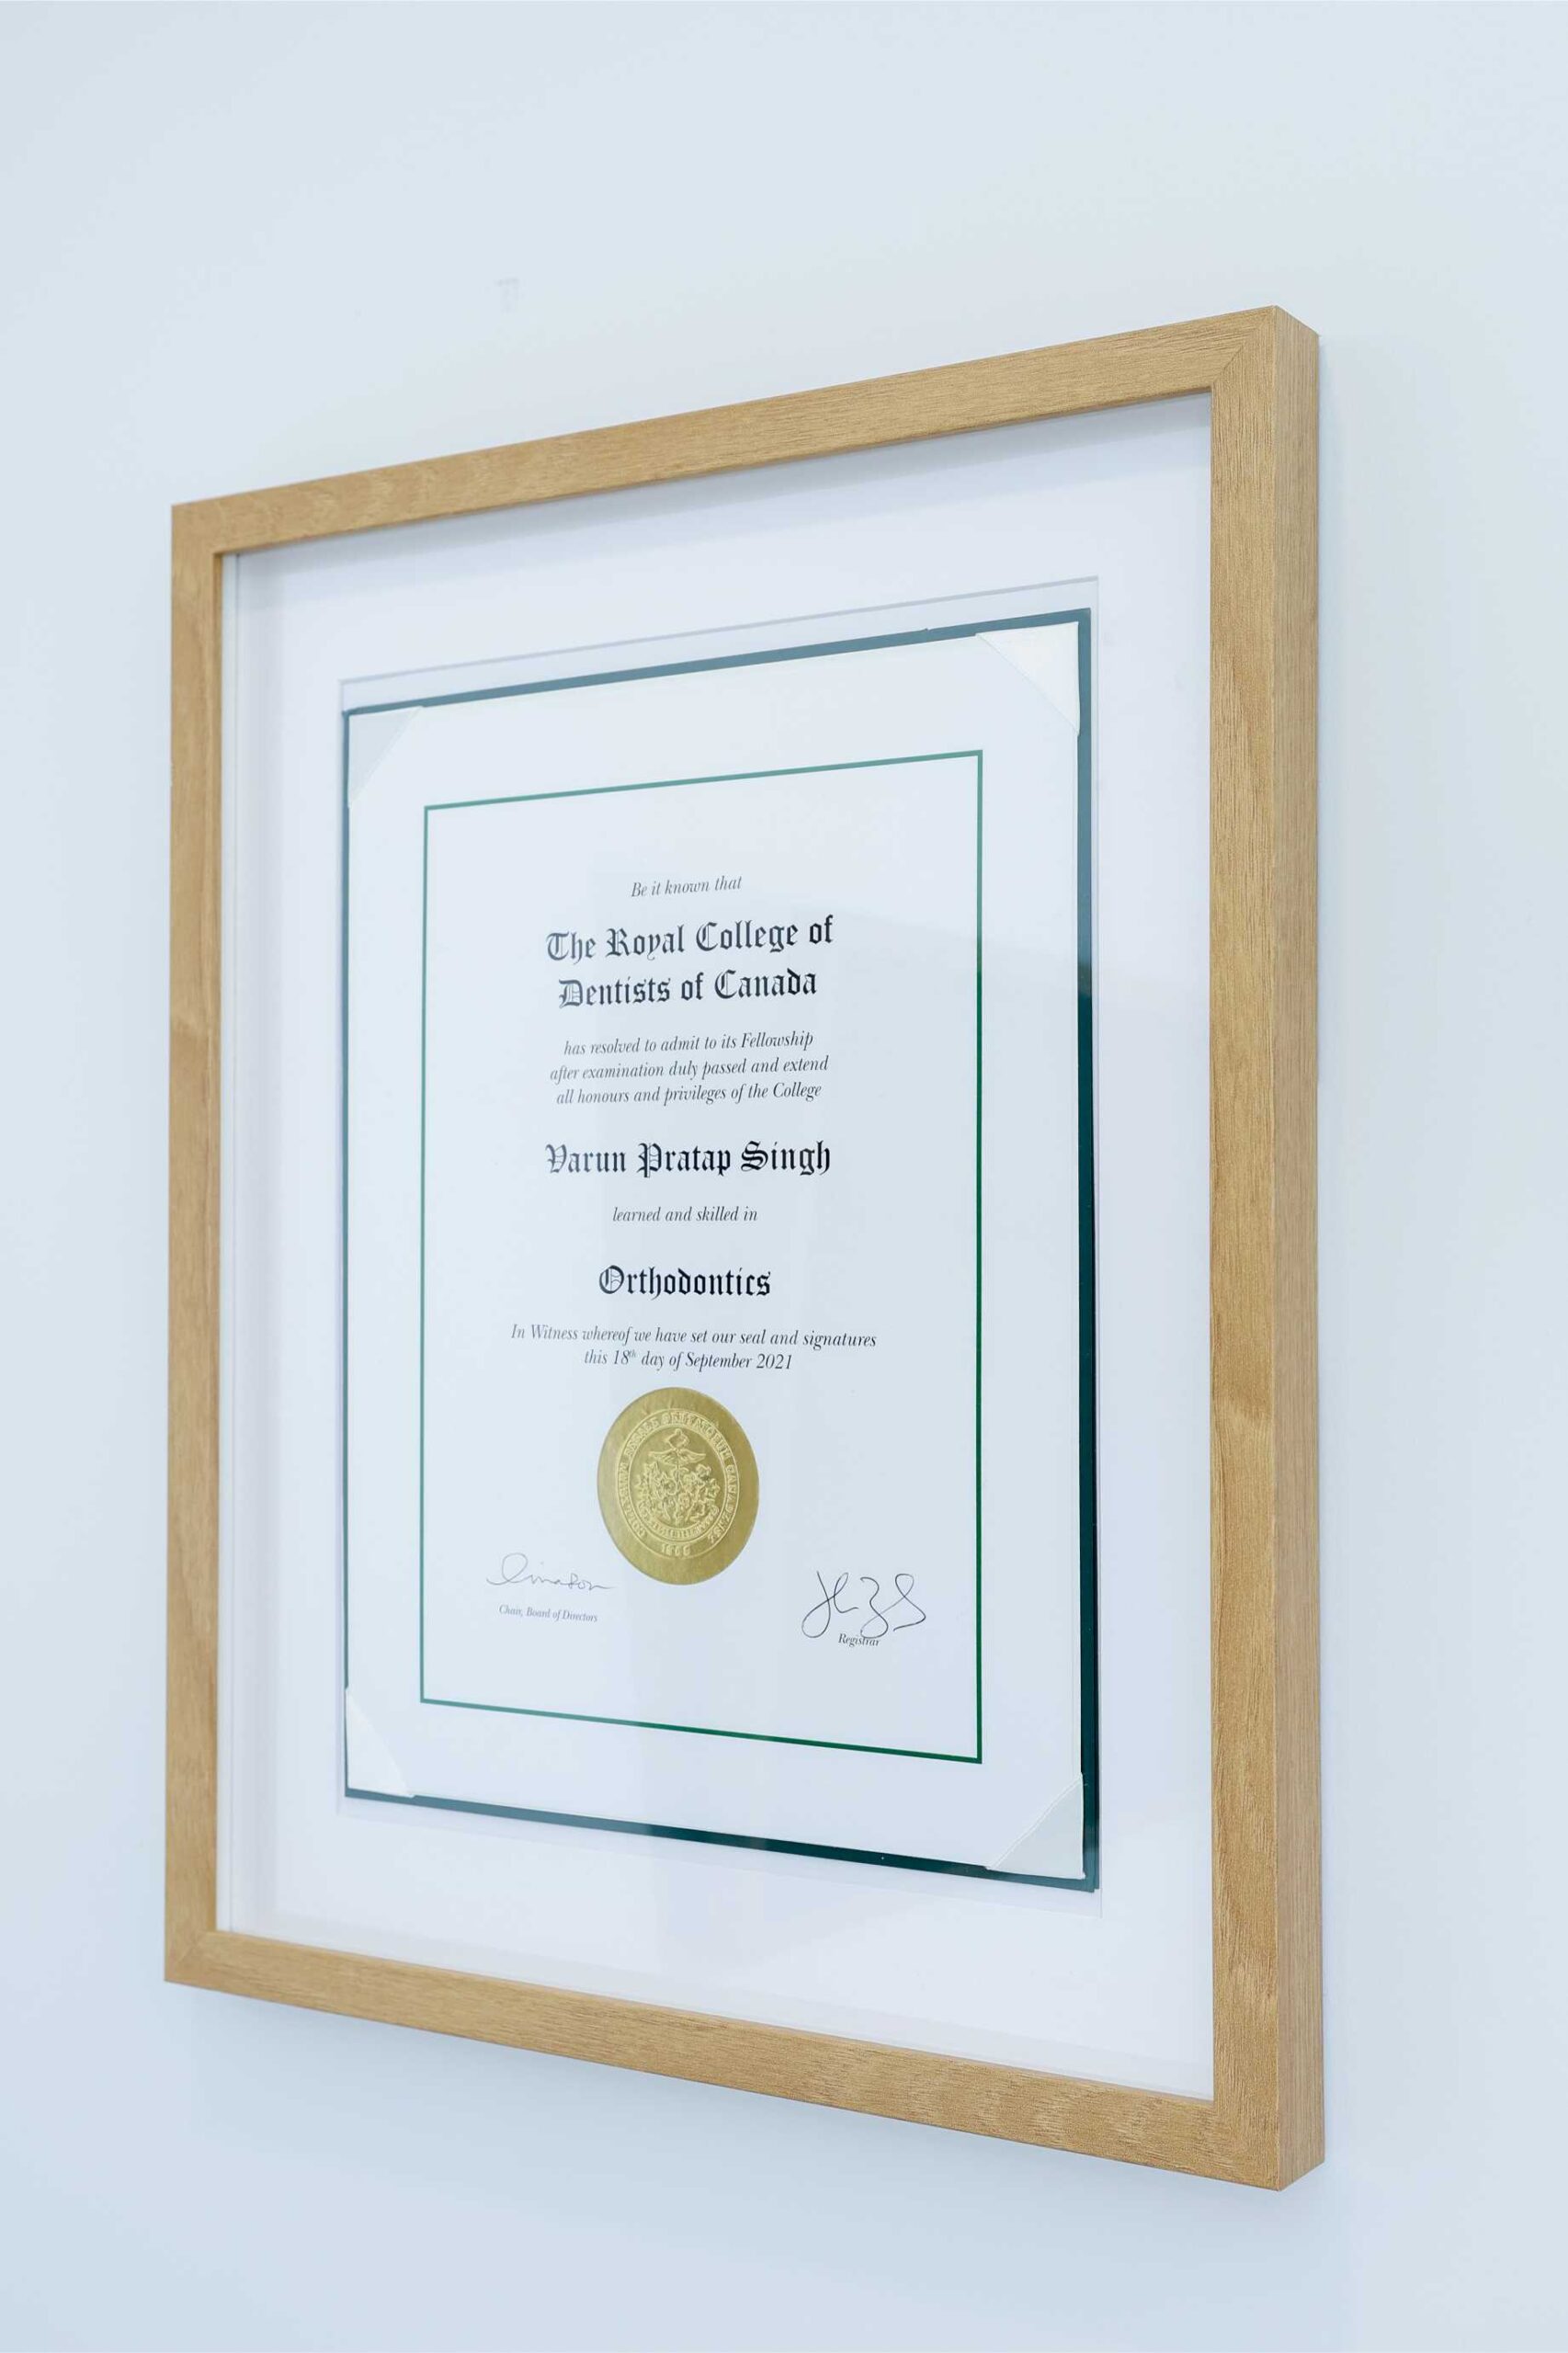 Be it known that
The Royal College of
Dentists of Canada
has resolved to admit to its Fellowship
after examination duly passed and extend
all honours and privileges of the College
Varun Pratap Singh
learned and skilled in
Orthodontics
In Witness whereof we have set our seal and signatures
this 18th day of September 2021
Chair, Board of Directors
Registrar